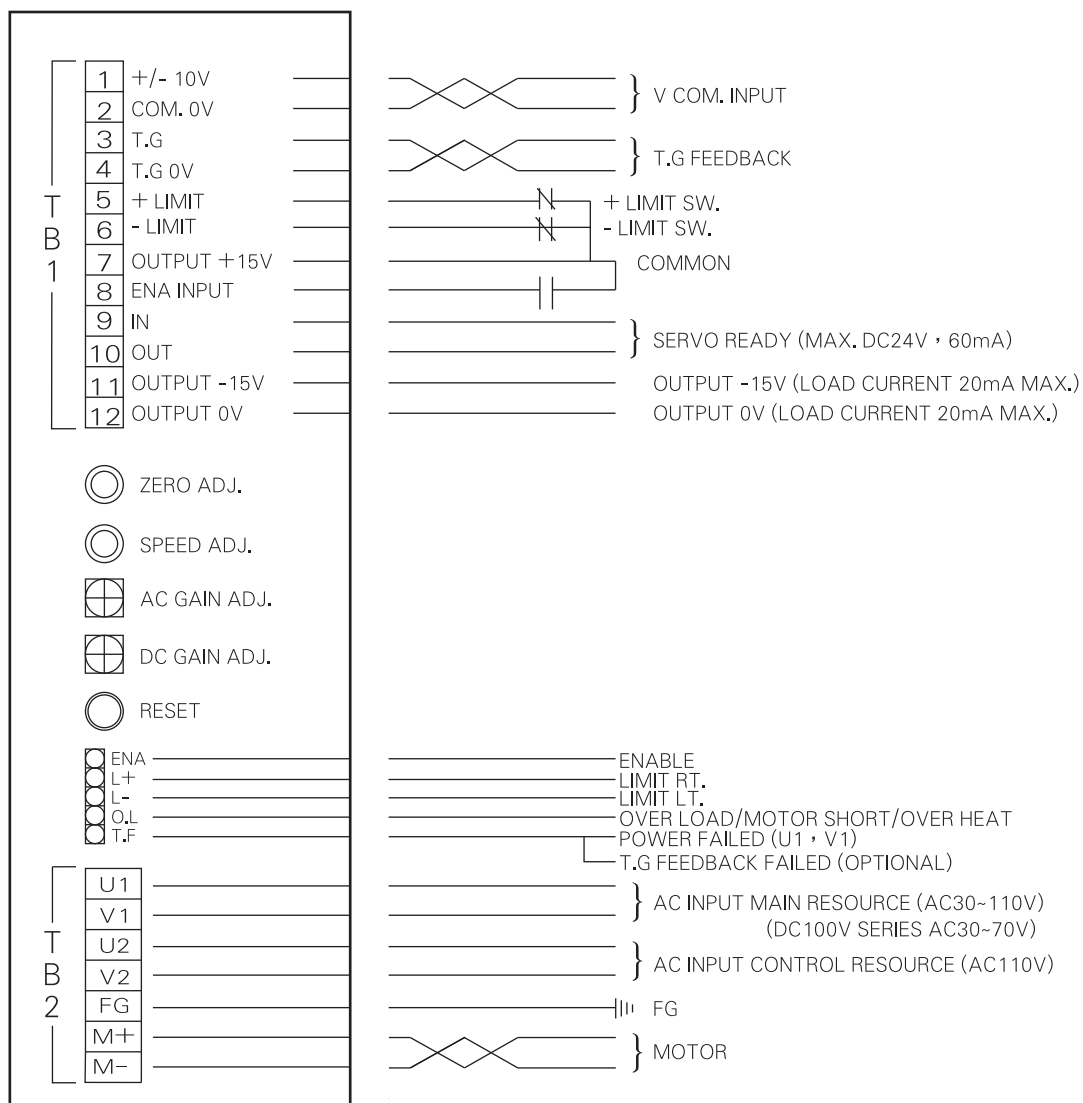 1 +/- 10V V COM. INPUT
2 COM. 0V
3 T.G T.G FEEDBACK
4 T.G 0V
TB1
5 + LIMIT + LIMIT SW.
6 - LIMIT - LIMIT SW.
7 OUTPUT +15V COMMON
8 ENA INPUT
9 IN SERVO READY (MAX. DC24V，60mA)
10 OUT
11 OUTPUT -15V OUTPUT -15V (LOAD CURRENT 20mA MAX.)
12 OUTPUT 0V OUTPUT 0V (LOAD CURRENT 20mA MAX.)
ZERO ADJ.
SPEED ADJ.
AC GAIN ADJ.
DC GAIN ADJ.
RESET
ENA ENABLE
L+ LIMIT RT.
L- LIMIT LT.
O.L OVER LOAD/MOTOR SHORT/OVER HEAT
T.F POWER FAILED (U1，V1)
T.G FEEDBACK FAILED (OPTIONAL)
TB2
U1 AC INPUT MAIN RESOURCE (AC30~110V)
V1 (DC100V SERIES AC30~70V)
U2 AC INPUT CONTROL RESOURCE (AC110V)
V2
FG FG
M+ MOTOR
M-